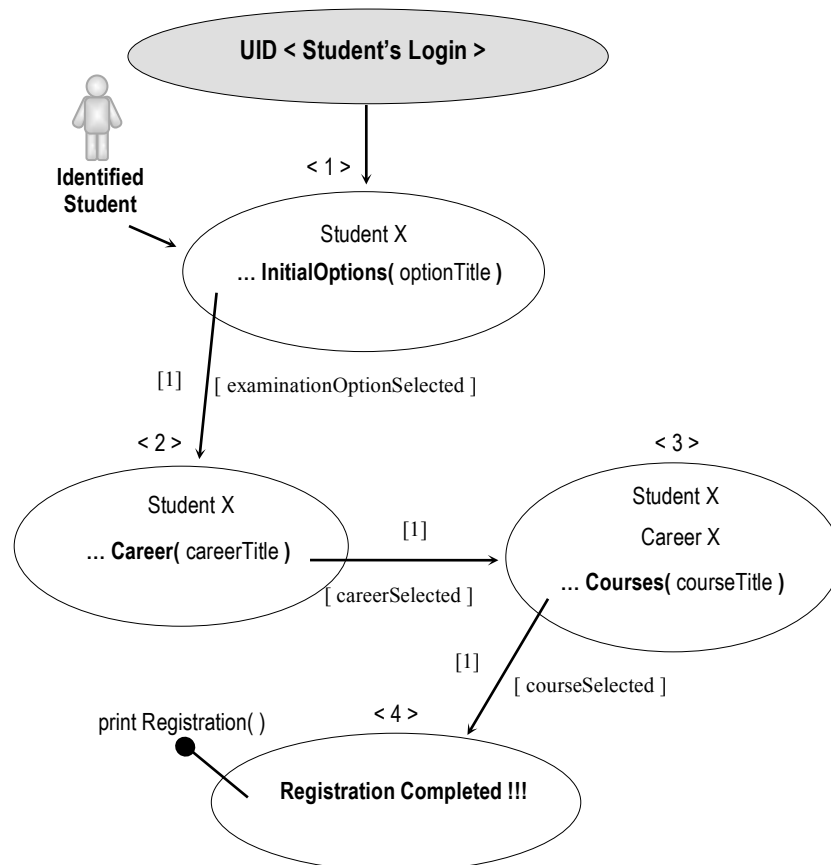 UID < Student's Login >
< 1 >
Identified
Student
Student X
... InitialOptions( optionTitle )
[1]
[ examinationOptionSelected ]
< 2 >
< 3 >
Student X
... Career( careerTitle )
[1]
[ careerSelected ]
Student X
Career X
... Courses( courseTitle )
[1]
[ courseSelected ]
< 4 >
print Registration( )
Registration Completed !!!